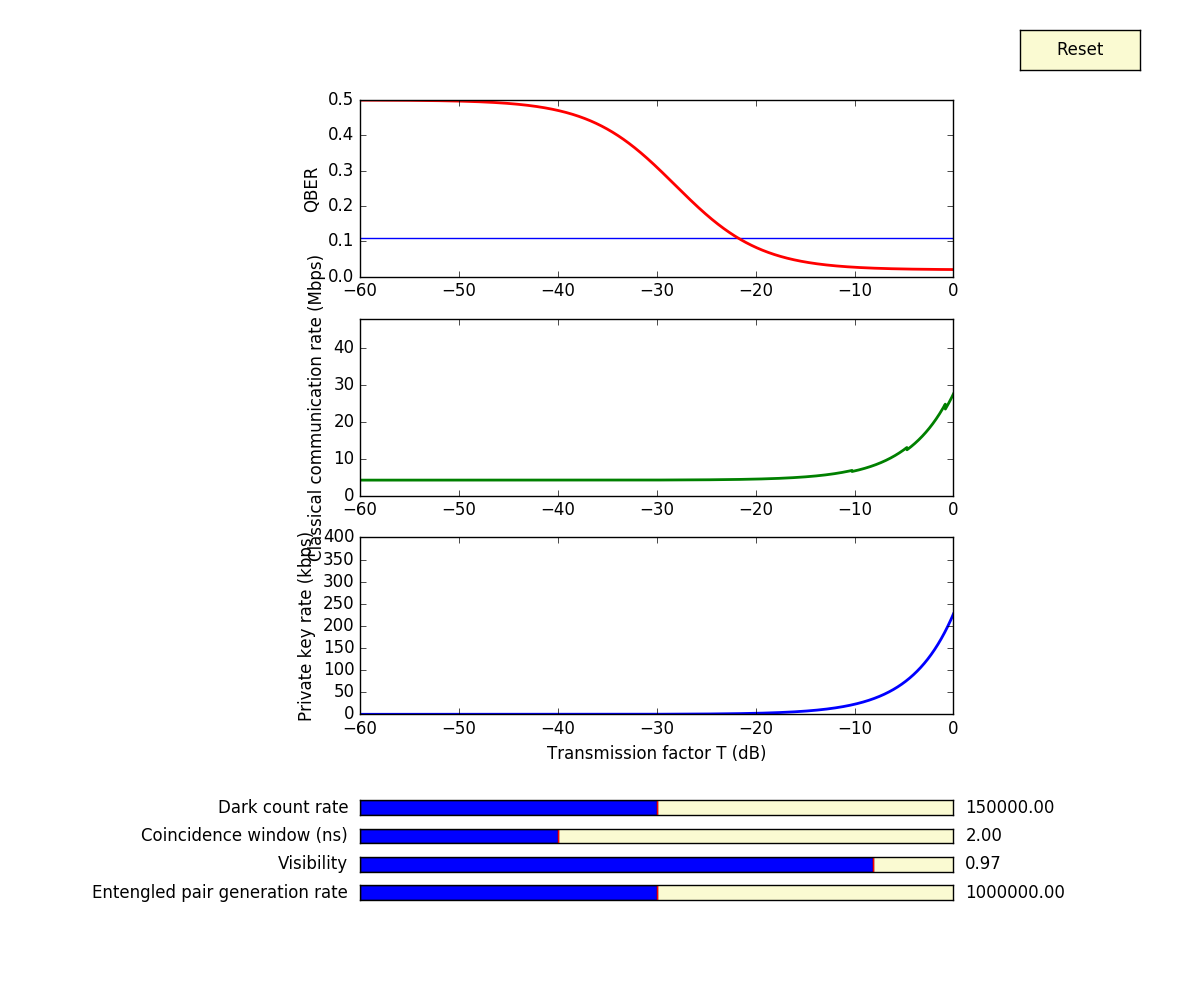 Reset
QBER
0.5
0.4
0.3
0.2
0.1
0.0
−60 −50 −40 −30 −20 −10 0
Classical communication rate (Mbps)
40
30
20
10
0
−60 −50 −40 −30 −20 −10 0
Private key rate (kbps)
400
350
300
250
200
150
100
50
0
−60 −50 −40 −30 −20 −10 0
Transmission factor T (dB)
Dark count rate 150000.00
Coincidence window (ns) 2.00
Visibility 0.97
Entengled pair generation rate 1000000.00